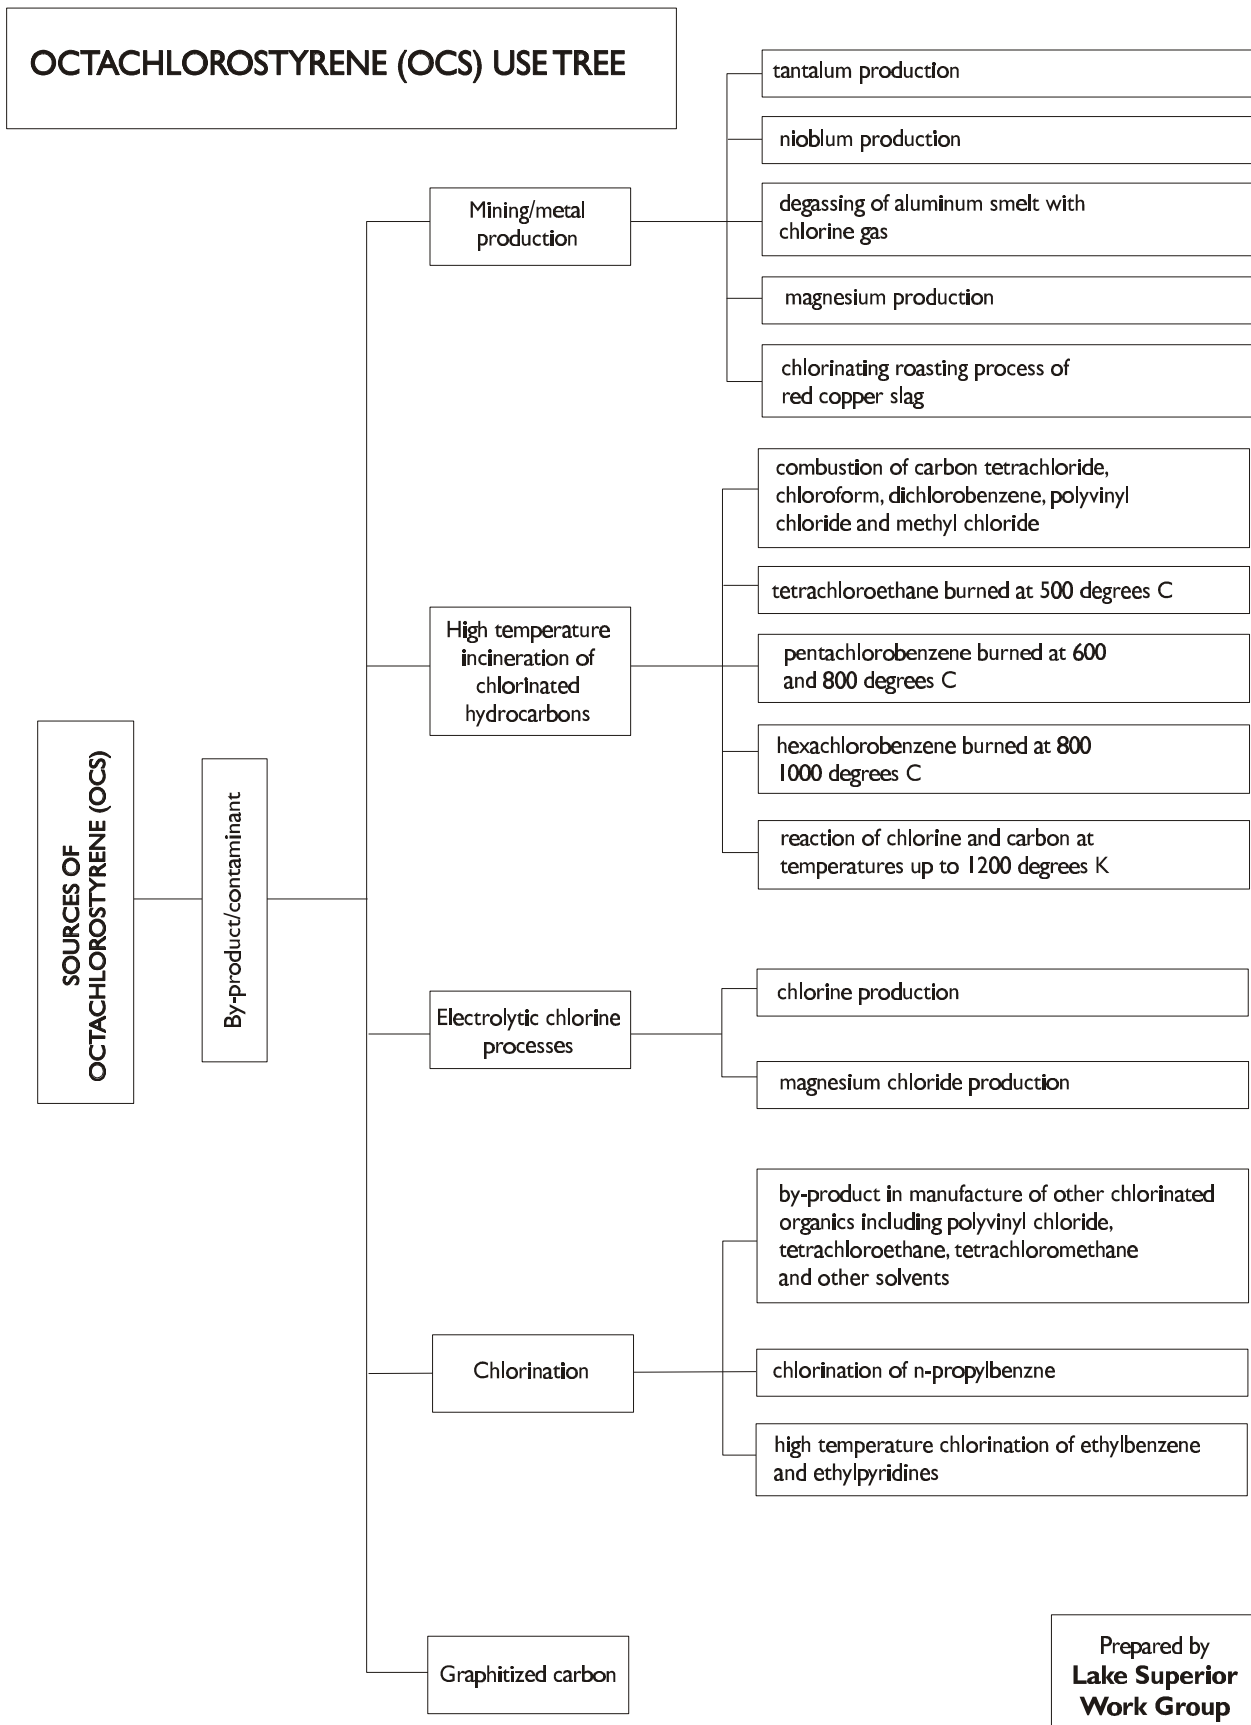 OCTACHLOROSTYRENE (OCS) USE TREE
tantalum production
nioblum production
Mining/metal
production
degassing of aluminum smelt with
chlorine gas
magnesium production
chlorinating roasting process of
red copper slag
combustion of carbon tetrachloride,
chloroform, dichlorobenzene, polyvinyl
chloride and methyl chloride
tetrachloroethane burned at 500 degrees C
High temperature
incineration of
chlorinated
hydrocarbons
pentachlorobenzene burned at 600
and 800 degrees C
hexachlorobenzene burned at 800
1000 degrees C
reaction of chlorine and carbon at
temperatures up to 1200 degrees K
SOURCES OF
OCTACHLOROSTYRENE (OCS)
By-product/contaminant
Electrolytic chlorine
processes
chlorine production
magnesium chloride production
by-product in manufacture of other chlorinated
organics including polyvinyl chloride,
tetrachloroethane, tetrachloromethane
and other solvents
Chlorination
chlorination of n-propylbenzne
high temperature chlorination of ethylbenzene
and ethylpyridines
Graphitized carbon
Prepared by
Lake Superior
Work Group